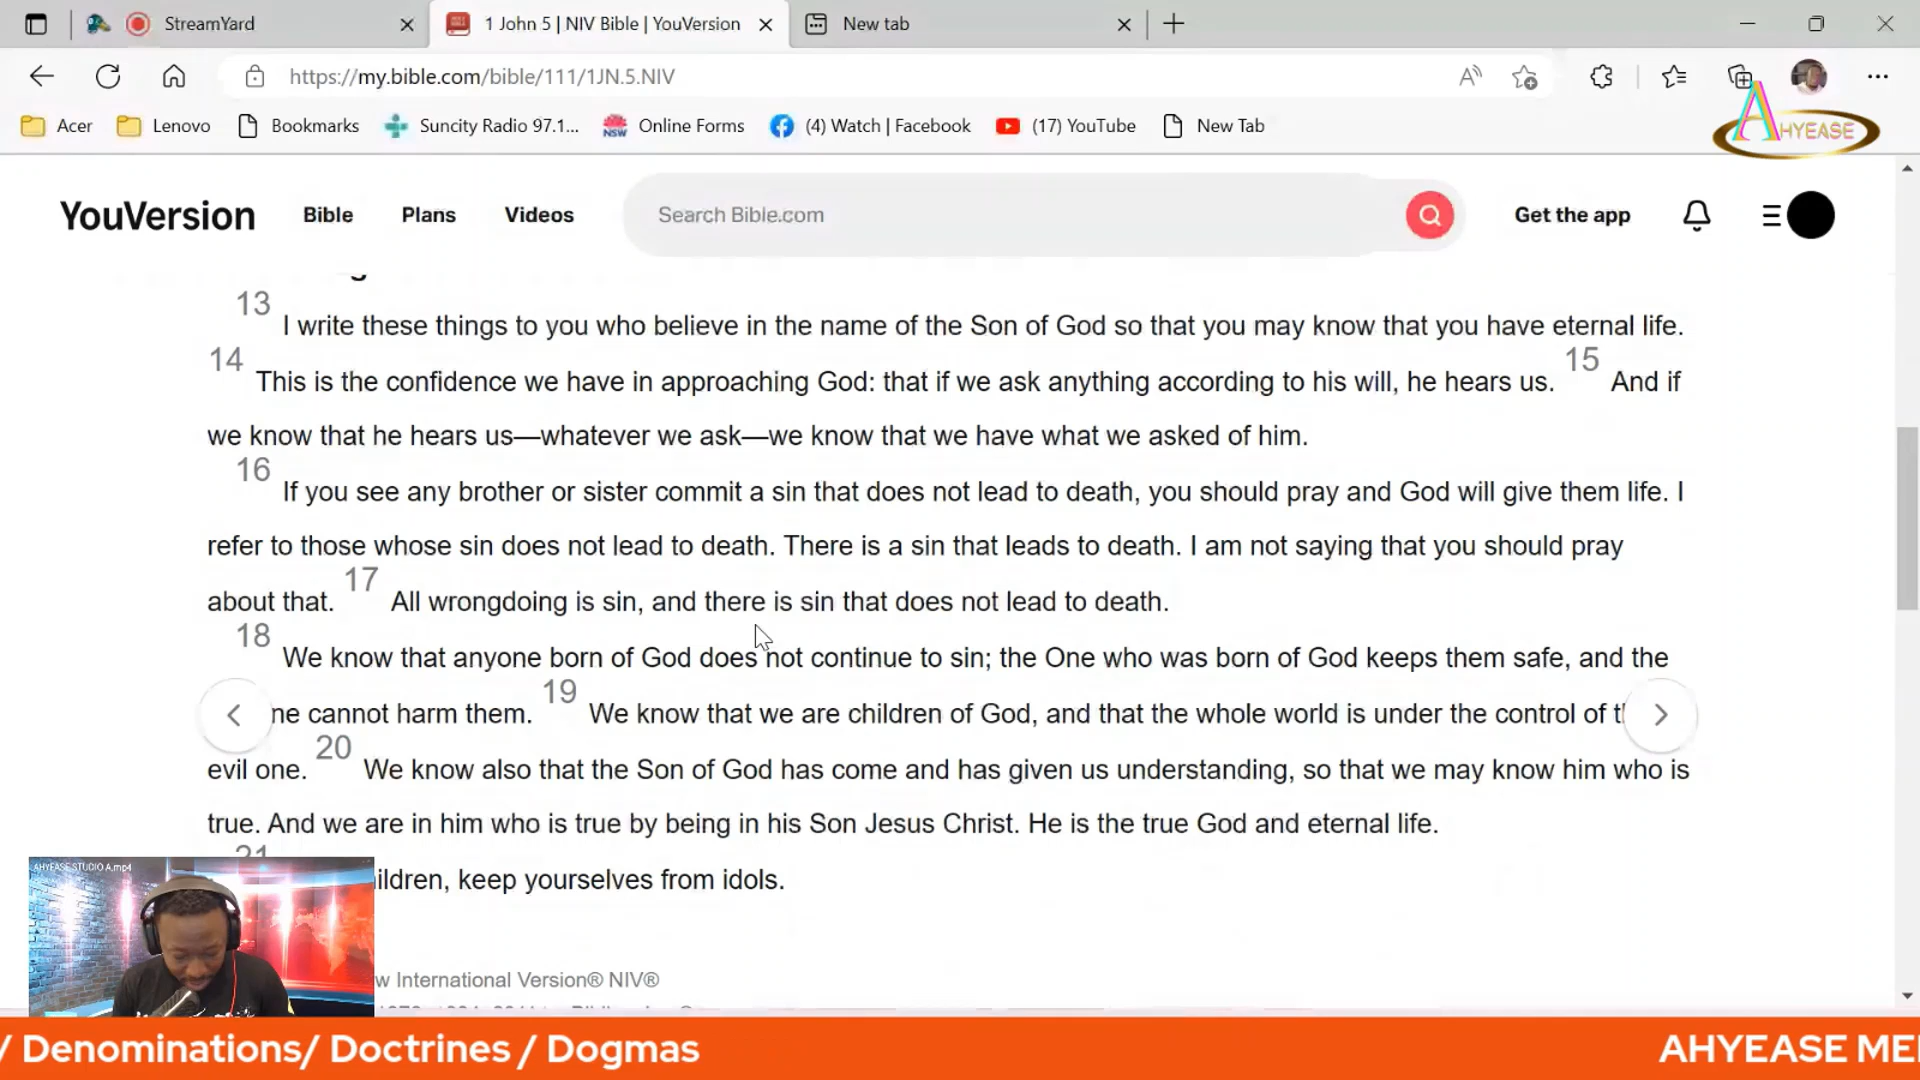 StreamYard
1 John 5 | NIV Bible | YouVersion
New tab
https://my.bible.com/bible/111/1JN.5.NIV
Acer
Lenovo
Bookmarks
Suncity Radio 97.1...
NSW
Online Forms
(4) Watch | Facebook
(17) YouTube
New Tab
AHYEASE
YouVersion
Bible
Plans
Videos
Search Bible.com
Get the app
13 I write these things to you who believe in the name of the Son of God so that you may know that you have eternal life.
14 This is the confidence we have in approaching God: that if we ask anything according to his will, he hears us. 15 And if
we know that he hears us—whatever we ask—we know that we have what we asked of him.
16 If you see any brother or sister commit a sin that does not lead to death, you should pray and God will give them life. I
refer to those whose sin does not lead to death. There is a sin that leads to death. I am not saying that you should pray
about that. 17 All wrongdoing is sin, and there is sin that does not lead to death.
18 We know that anyone born of God does not continue to sin; the One who was born of God keeps them safe, and the
ne cannot harm them. 19 We know that we are children of God, and that the whole world is under the control of t
evil one. 20 We know also that the Son of God has come and has given us understanding, so that we may know him who is
true. And we are in him who is true by being in his Son Jesus Christ. He is the true God and eternal life.
21 ildren, keep yourselves from idols.
AHYEASE STUDIO A.mp4
w International Version® NIV®
/ Denominations/ Doctrines / Dogmas
AHYEASE ME